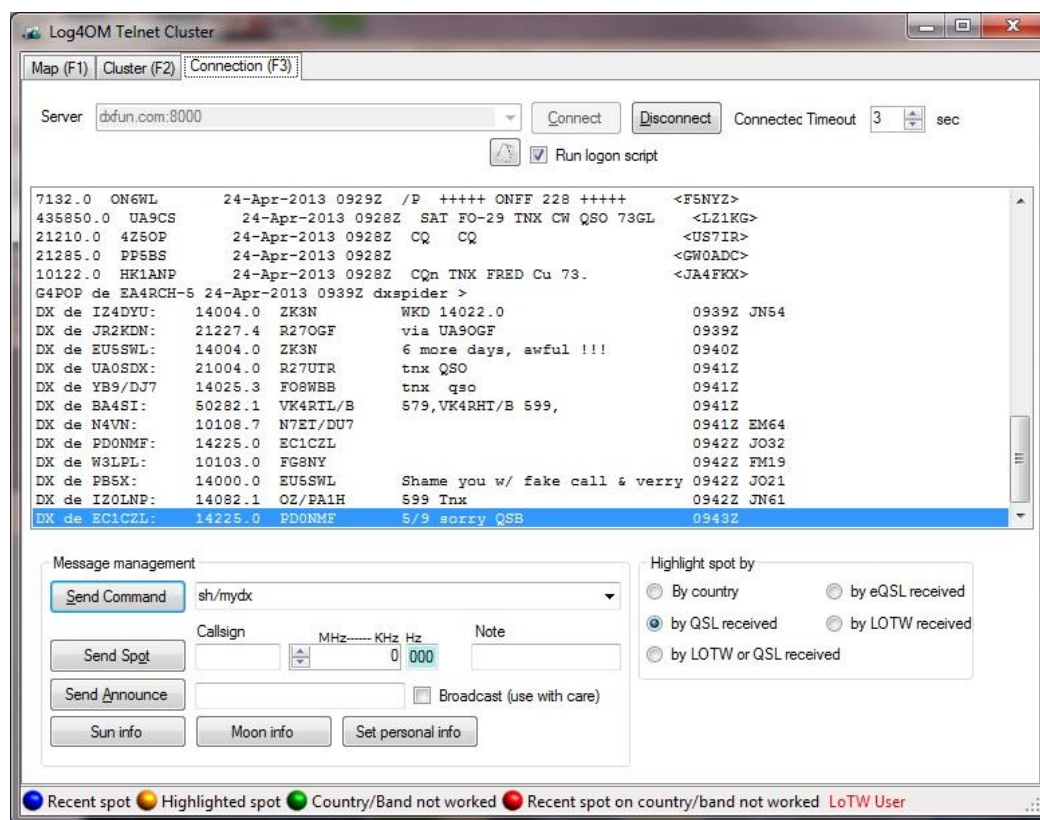 Log4OM Telnet Cluster
Map (F1) Cluster (F2) Connection (F3)
Server dxfun.com:8000 Connect Disconnect Connected Timeout 3 sec
Run logon script
7132.0 ON6WL 24-Apr-2013 0929Z /P +++++ ONFF 228 +++++ <F5NYZ>
435850.0 UA9CS 24-Apr-2013 0928Z SAT FO-29 TNX CW QSO 73GL <LZ1KG>
21210.0 4Z5OP 24-Apr-2013 0928Z CQ CQ <US7IR>
21285.0 PP5BS 24-Apr-2013 0928Z <GW0ADC>
10122.0 HK1ANP 24-Apr-2013 0928Z CQn TNX FRED Cu 73. <JA4FKX>
G4POP de EA4RCH-5 24-Apr-2013 0939Z dxspider >
DX de IZ4DYU: 14004.0 ZK3N WKD 14022.0 0939Z JN54
DX de JR2KDN: 21227.4 R27OGF via UA9OGF 0939Z
DX de EU5SWL: 14004.0 ZK3N 6 more days, awful !!! 0940Z
DX de UA0SDX: 21004.0 R27UTR tnx QSO 0941Z
DX de YB9/DJ7 14025.3 FO8WBB tnx qso 0941Z
DX de BA4SI: 50282.1 VK4RTL/B 579,VK4RHT/B 599, 0941Z
DX de N4VN: 10108.7 N7ET/DU7 0941Z EM64
DX de PD0NMF: 14225.0 EC1CZL 0942Z JO32
DX de W3LPL: 10103.0 FG8NY 0942Z FM19
DX de PB5X: 14000.0 EU5SWL Shame you w/ fake call & verry 0942Z JO21
DX de IZ0LNP: 14082.1 OZ/PA1H 599 Tnx 0942Z JN61
DX de EC1CZL: 14225.0 PD0NMF 5/9 sorry QSB 0943Z
Message management
Send Command sh/mydx
Callsign MHz------ KHz Hz Note
Send Spot 0 000
Send Announce Broadcast (use with care)
Sun info Moon info Set personal info
Highlight spot by
By country by eQSL received
by QSL received by LOTW received
by LOTW or QSL received
Recent spot Highlighted spot Country/Band not worked Recent spot on country/band not worked LoTW User